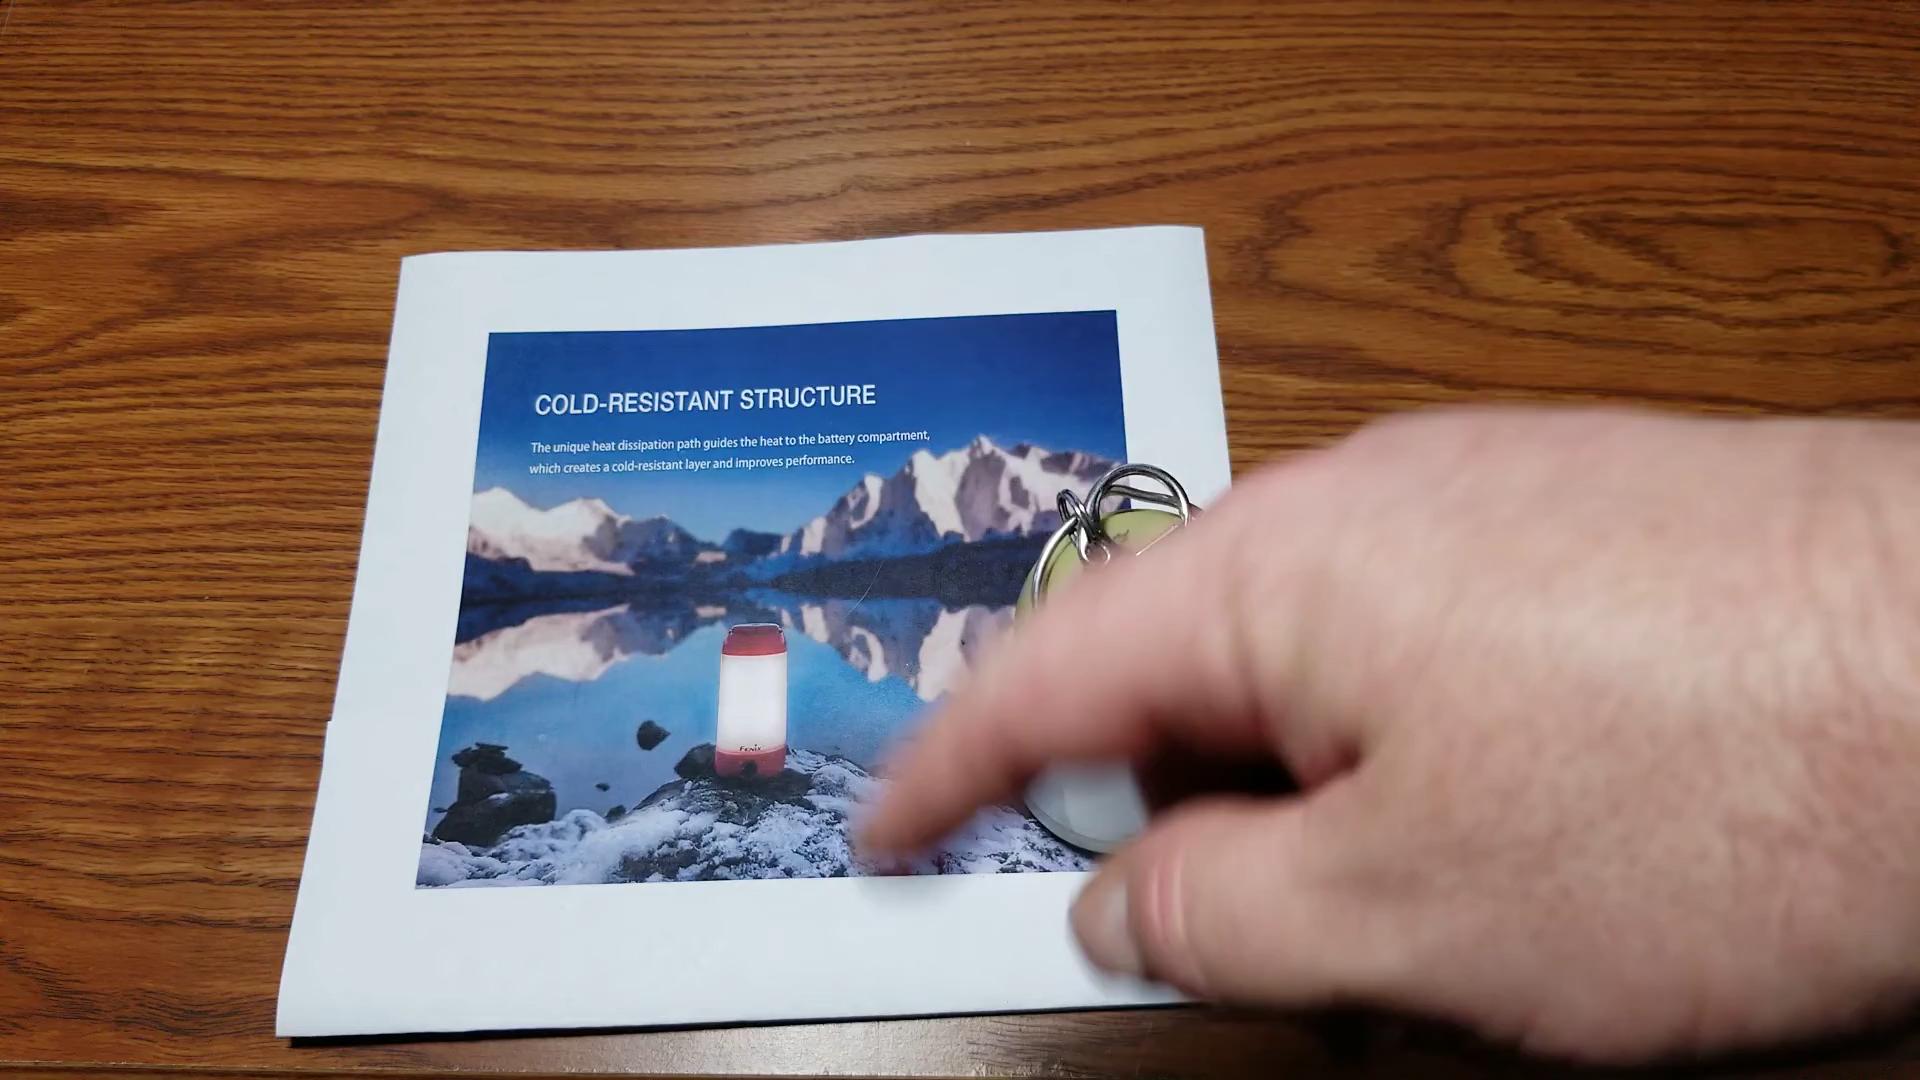 COLD-RESISTANT STRUCTURE
The unique heat dissipation path guides the heat to the battery compartment,
which creates a cold-resistant layer and improves performance.
FENIX